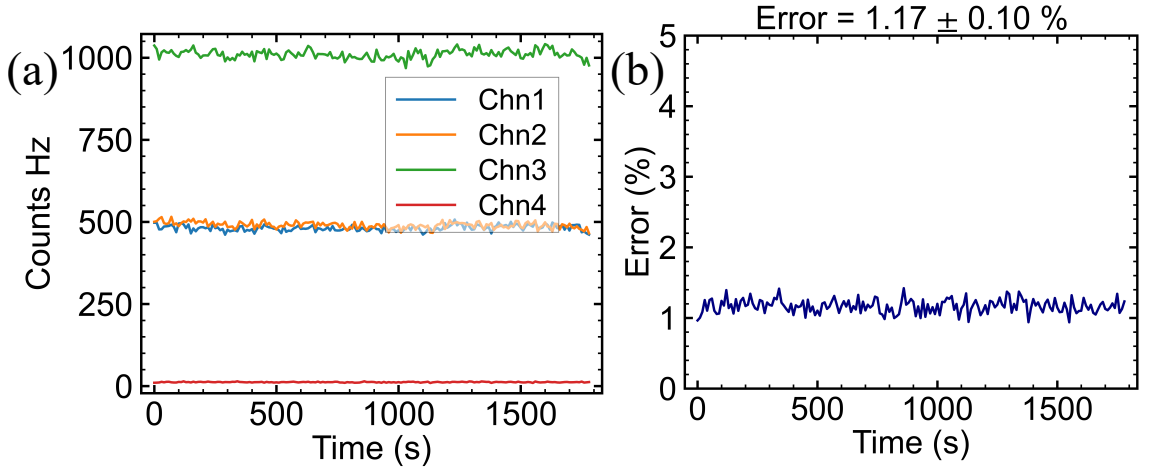 (a)
1000
750
500
250
0
Counts Hz
Chn1
Chn2
Chn3
Chn4
0 500 1000 1500
Time (s)
Error = 1.17 ± 0.10 %
(b)
5
4
3
2
1
0
Error (%)
0 500 1000 1500
Time (s)